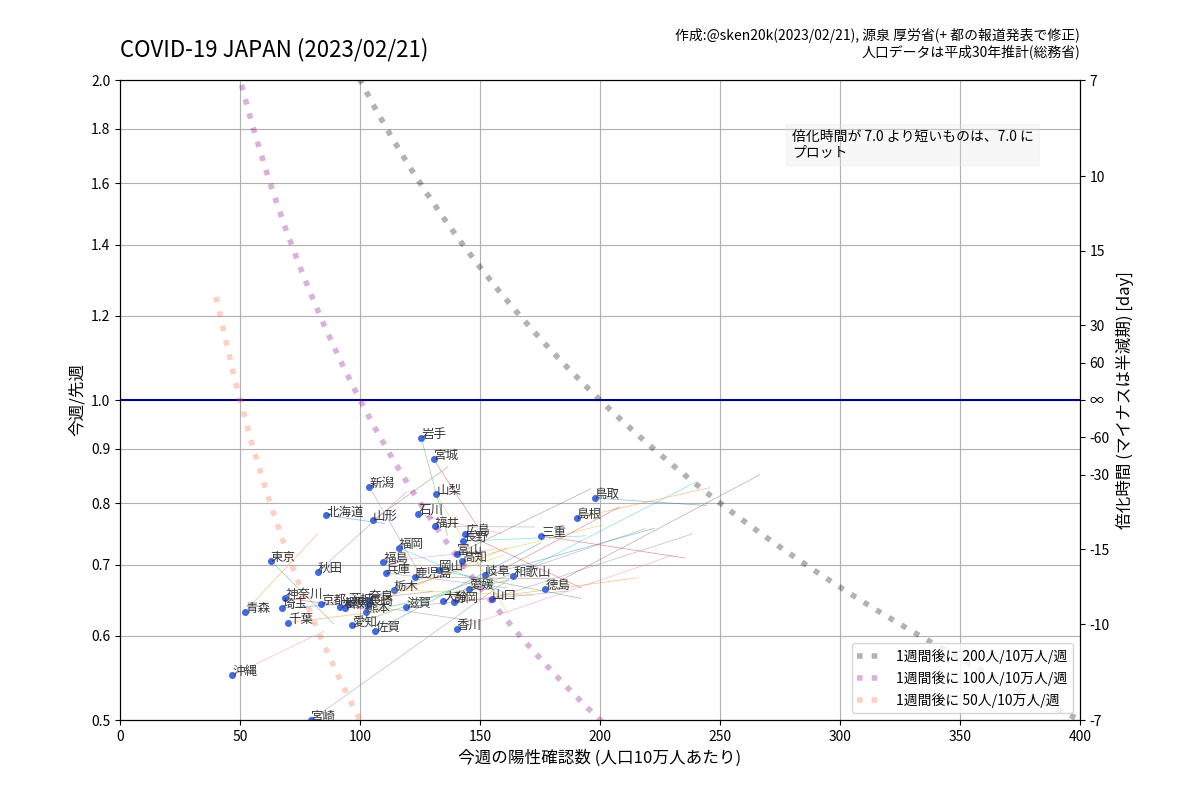 COVID-19 JAPAN (2023/02/21)
作成:@sken20k(2023/02/21), 源泉 厚労省(+ 都の報道発表で修正)
人口データは平成30年推計(総務省)
倍化時間が 7.0 より短いものは、7.0 に
プロット
今週/先週
2.0
1.8
1.6
1.4
1.2
1.0
0.9
0.8
0.7
0.6
0.5
倍化時間 (マイナスは半減期) [day]
7
10
15
30
60
∞
-60
-30
-15
-10
-7
岩手
宮城
新潟
山梨
鳥取
北海道
山形
石川
島根
福井
広島
長野
三重
福岡
富山
東京
福島
高知
秋田
兵庫
鹿児島
岡山
岐阜
和歌山
栃木
愛媛
徳島
神奈川
埼玉
京都
奈良
熊本
滋賀
静岡
山口
青森
千葉
愛知
佐賀
香川
沖縄
宮崎
1週間後に 200人/10万人/週
1週間後に 100人/10万人/週
1週間後に 50人/10万人/週
0 50 100 150 200 250 300 350 400
今週の陽性確認数 (人口10万人あたり)